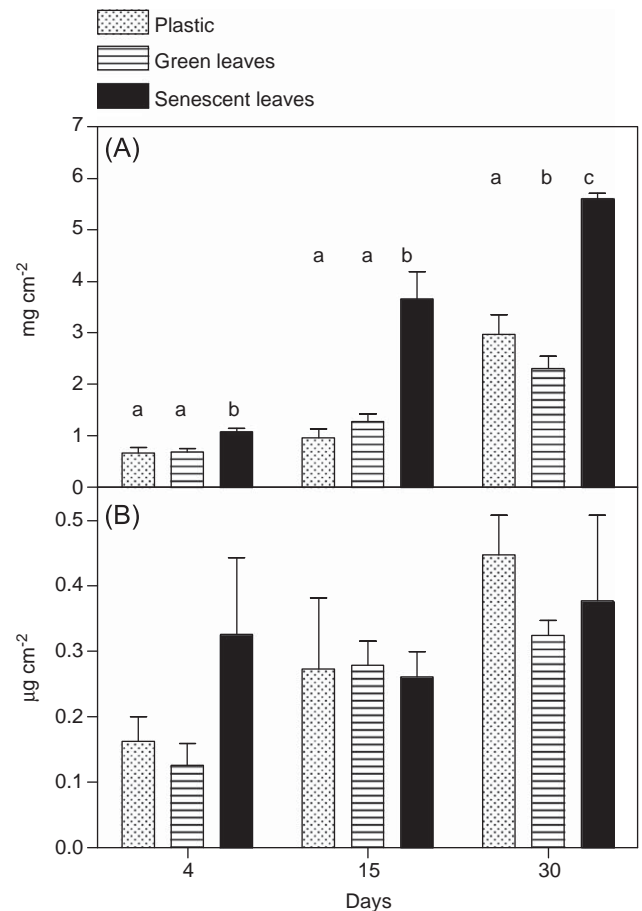 Plastic
Green leaves
Senescent leaves
(A)
7
6
5
4
3
2
1
0
mg cm-2
a a b
a a b
a b c
(B)
0.5
0.4
0.3
0.2
0.1
0.0
µg cm-2
4 15 30
Days